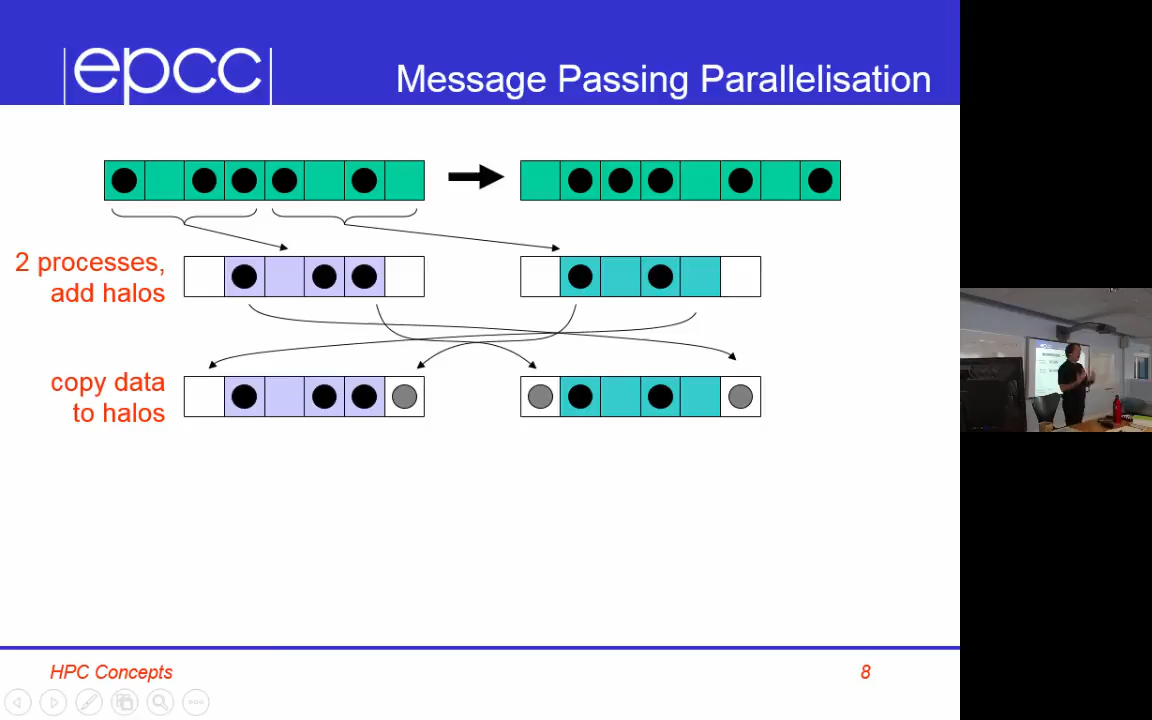 epcc
Message Passing Parallelisation
2 processes,
add halos
copy data
to halos
HPC Concepts
8